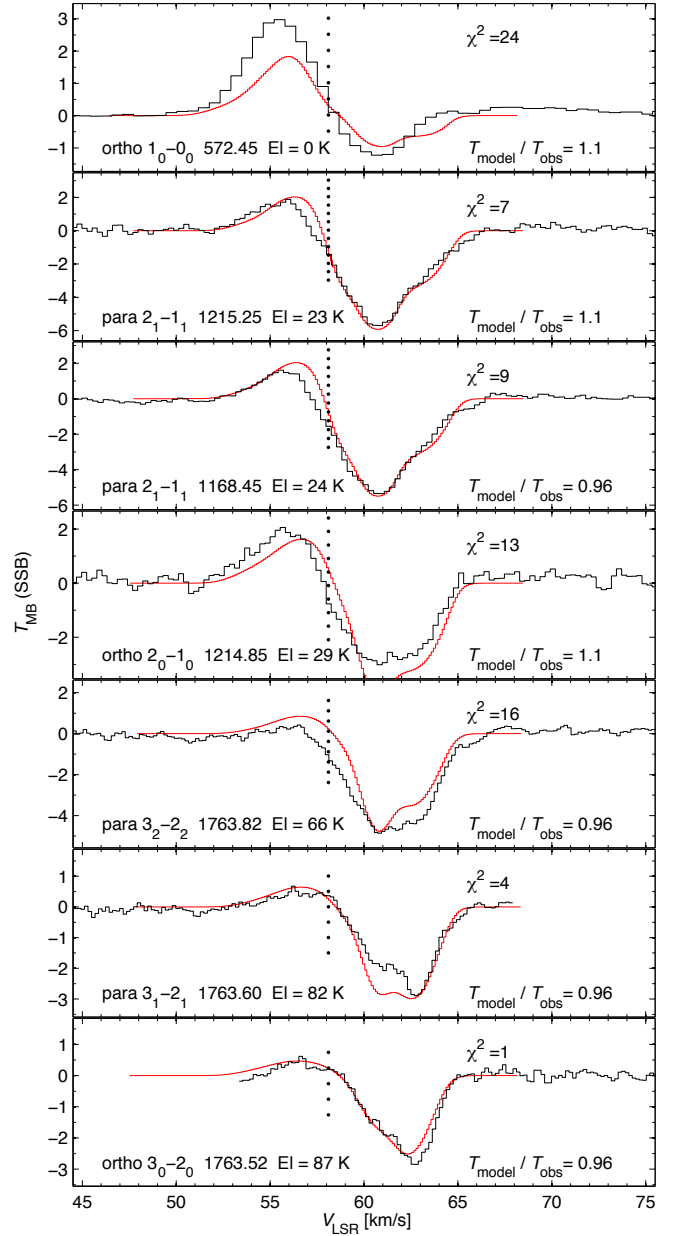 3
2
1
0
−1
χ² =24
ortho 1₀−0₀ 572.45 El = 0 K
T_model / T_obs = 1.1
2
0
−2
−4
−6
χ² =7
para 2₁−1₁ 1215.25 El = 23 K
T_model / T_obs = 1.1
2
0
−2
−4
−6
χ² =9
para 2₁−1₁ 1168.45 El = 24 K
T_model / T_obs = 0.96
T_MB (SSB)
2
0
−2
χ² =13
ortho 2₀−1₀ 1214.85 El = 29 K
T_model / T_obs = 1.1
2
0
−2
−4
χ² =16
para 3₂−2₂ 1763.82 El = 66 K
T_model / T_obs = 0.96
1
0
−1
−2
−3
χ² =4
para 3₁−2₁ 1763.60 El = 82 K
T_model / T_obs = 0.96
1
0
−1
−2
−3
χ² =1
ortho 3₀−2₀ 1763.52 El = 87 K
T_model / T_obs = 0.96
45 50 55 60 65 70 75
V_LSR [km/s]